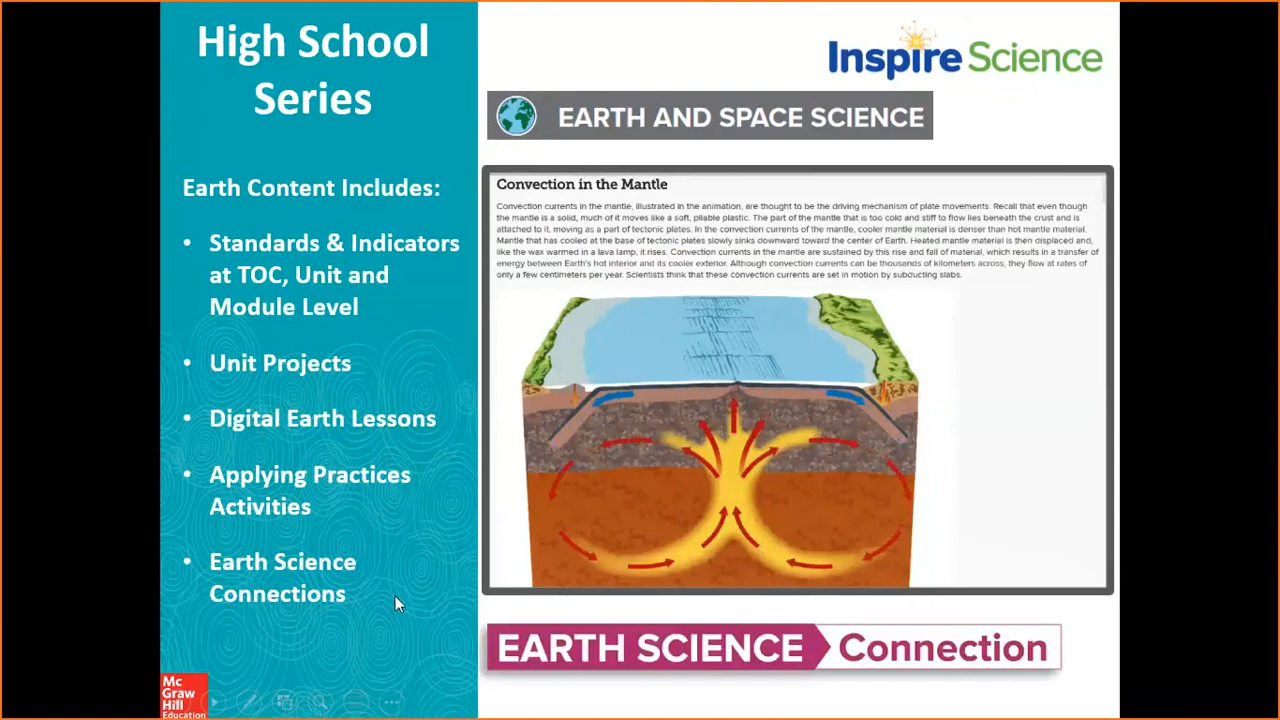 High School
Series
Earth Content Includes:
• Standards & Indicators
at TOC, Unit and
Module Level
• Unit Projects
• Digital Earth Lessons
• Applying Practices
Activities
• Earth Science
Connections
Mc
Graw
Hill
Education
Inspire Science
EARTH AND SPACE SCIENCE
Convection in the Mantle
Convection currents in the mantle, illustrated in the animation, are thought to be the driving mechanism of plate movements. Recall that even though
the mantle is a solid, much of it moves like a soft, pliable plastic. The part of the mantle that is too cold and stiff to flow lies beneath the crust and is
attached to it, moving as a part of tectonic plates. In the convection currents of the mantle, cooler mantle material is denser than hot mantle material.
Mantle that has cooled at the base of tectonic plates slowly sinks downward toward the center of Earth. Heated mantle material is then displaced and,
like the wax warmed in a lava lamp, it rises. Convection currents in the mantle are sustained by this rise and fall of material, which results in a transfer of
energy between Earth's hot interior and its cooler exterior. Although convection currents can be thousands of kilometers across, they flow at rates of
only a few centimeters per year. Scientists think that these convection currents are set in motion by subducting slabs.
EARTH SCIENCE Connection